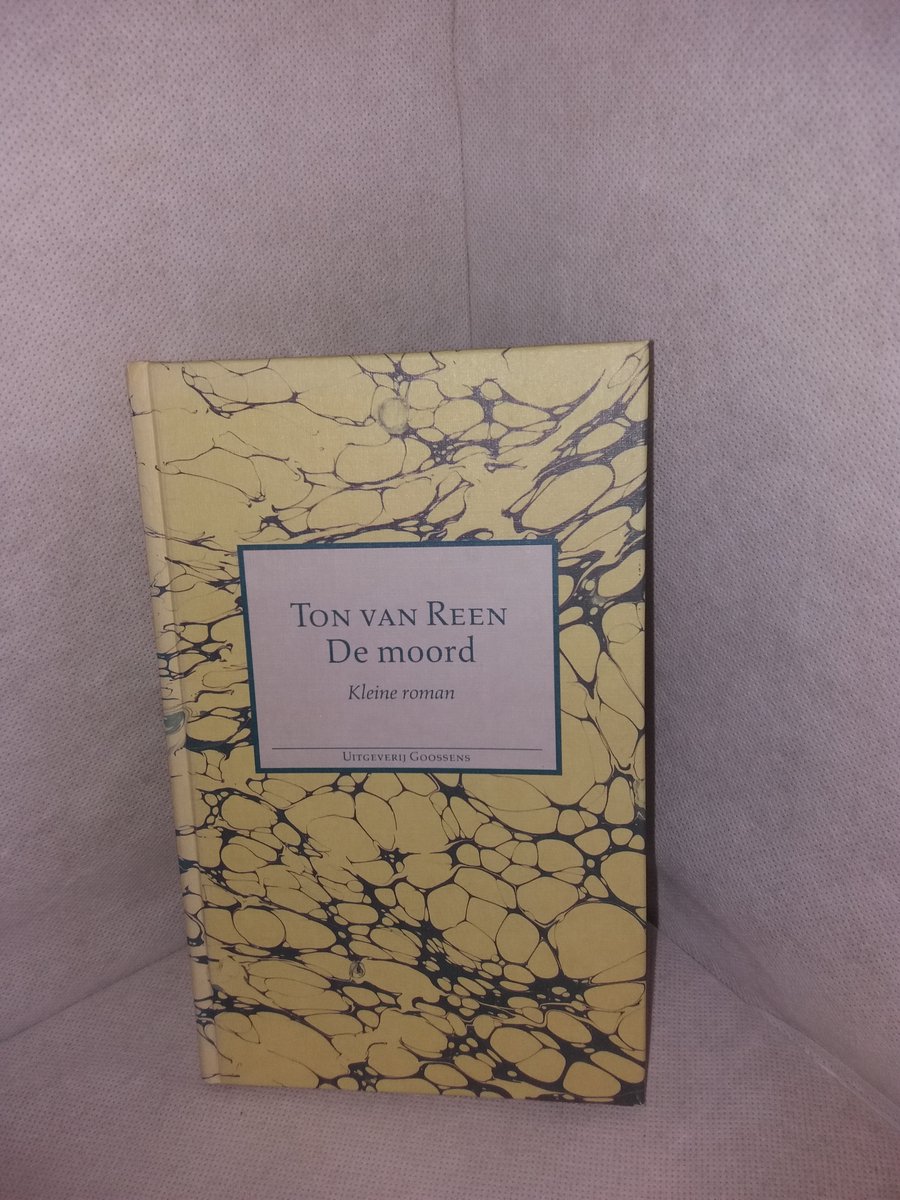 Ton van Reen
De moord
Kleine roman
Uitgeverij Goossens